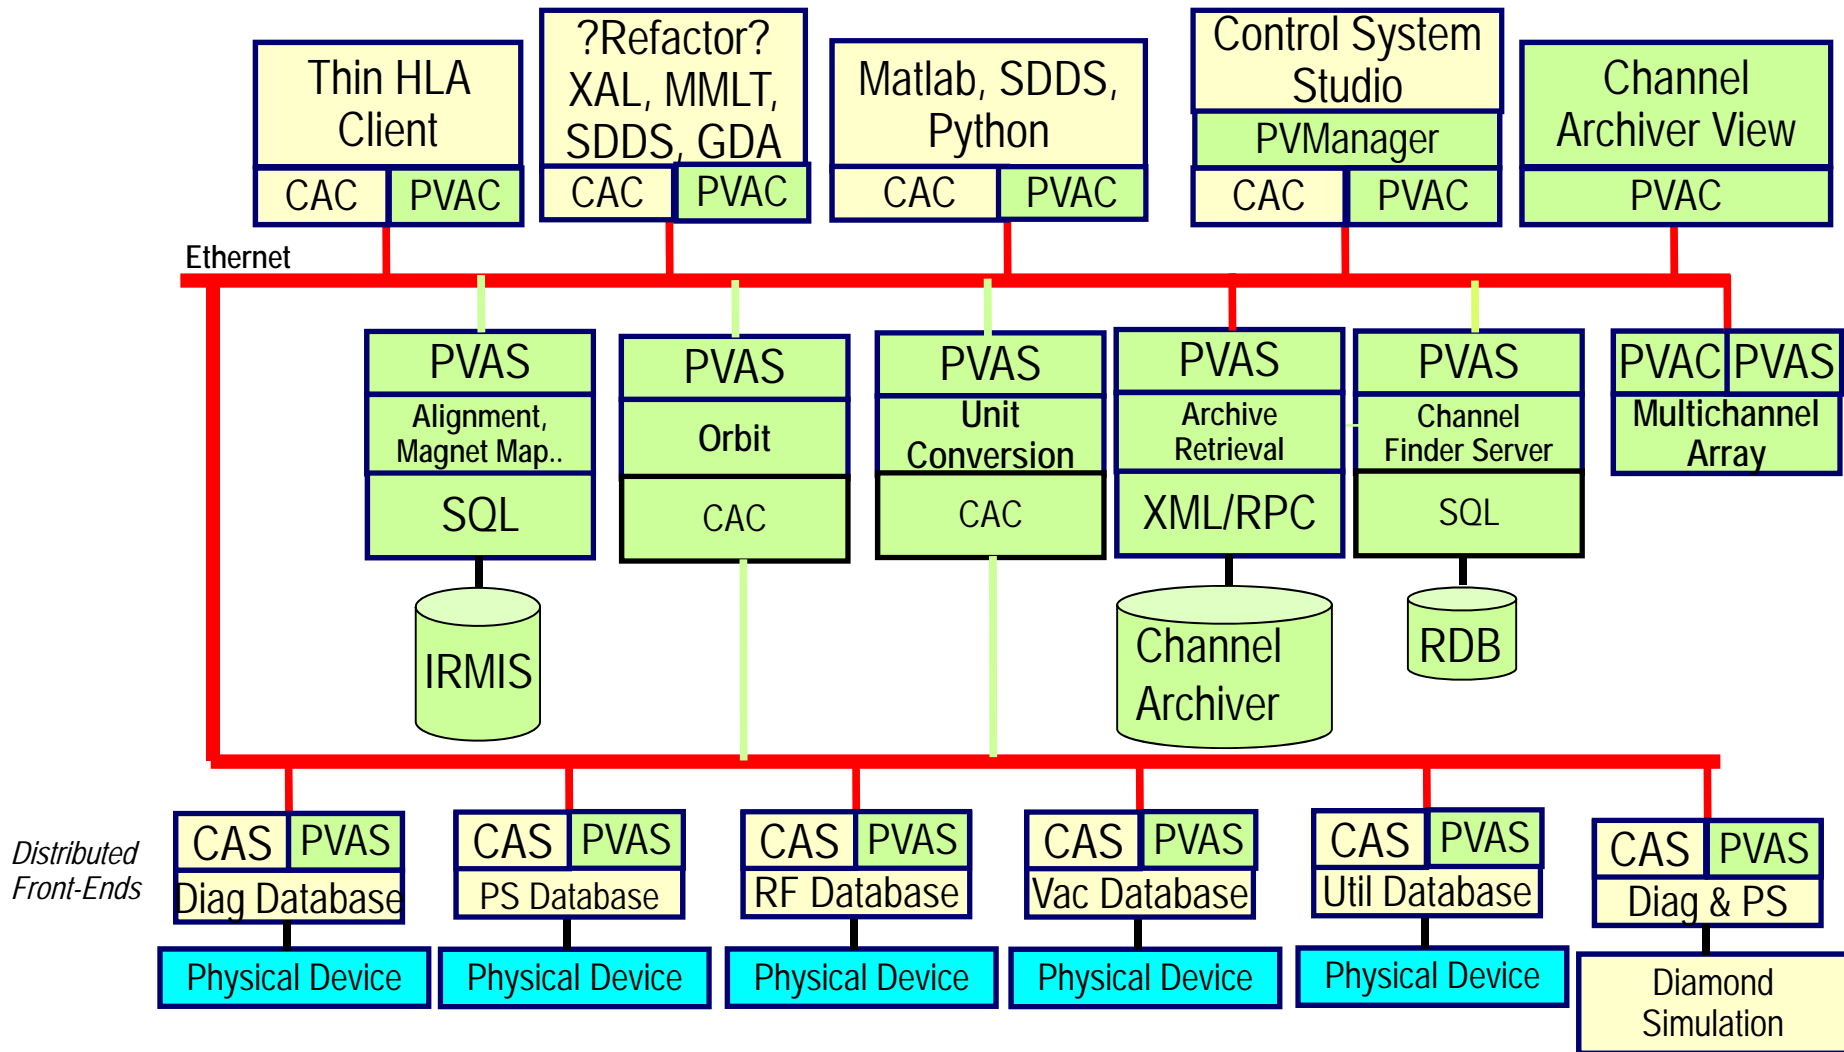 Thin HLA
Client
CAC PVAC
?Refactor?
XAL, MMLT,
SDDS, GDA
CAC PVAC
Matlab, SDDS,
Python
CAC PVAC
Control System
Studio
PVManager
CAC PVAC
Channel
Archiver View
PVAC
Ethernet
PVAS
Alignment,
Magnet Map..
SQL
IRMIS
PVAS
Orbit
CAC
PVAS
Unit
Conversion
CAC
PVAS
Archive
Retrieval
XML/RPC
Channel
Archiver
PVAS
Channel
Finder Server
SQL
RDB
PVAC PVAS
Multichannel
Array
Distributed
Front-Ends
CAS PVAS
Diag Database
Physical Device
CAS PVAS
PS Database
Physical Device
CAS PVAS
RF Database
Physical Device
CAS PVAS
Vac Database
Physical Device
CAS PVAS
Util Database
Physical Device
CAS PVAS
Diag & PS
Diamond
Simulation